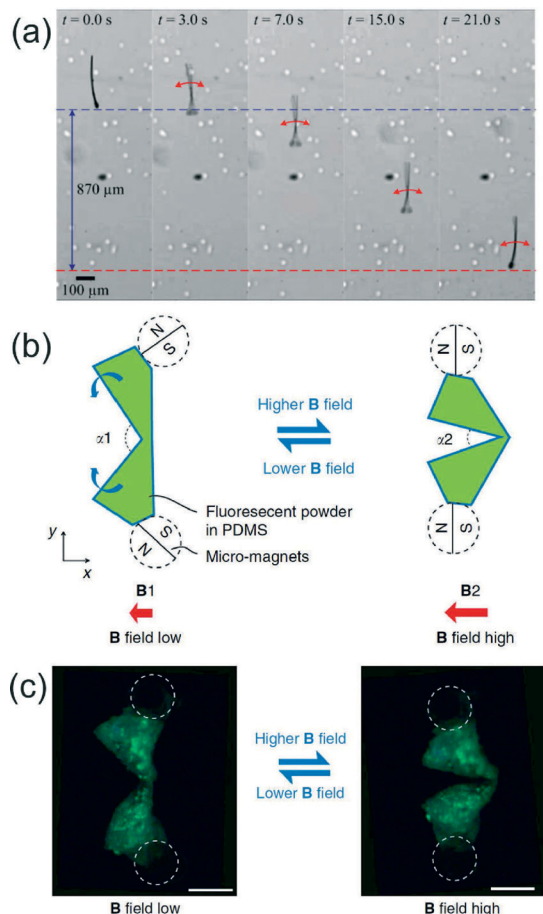 (a)
t = 0.0 s t = 3.0 s t = 7.0 s t = 15.0 s t = 21.0 s
870 µm
100 µm
(b)
N S
N S
α1
Higher B field
Lower B field
α2
Fluorescent powder
in PDMS
S N
N S
Micro-magnets
y
x
B1
B field low
B2
B field high
(c)
Higher B field
Lower B field
B field low
B field high